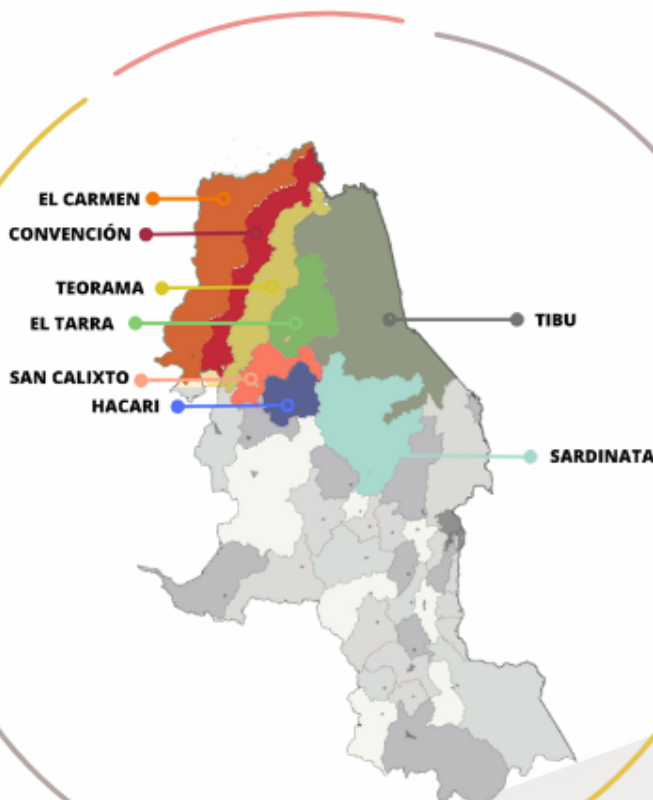 EL CARMEN
CONVENCIÓN
TEORAMA
EL TARRA
TIBU
SAN CALIXTO
HACARI
SARDINATA